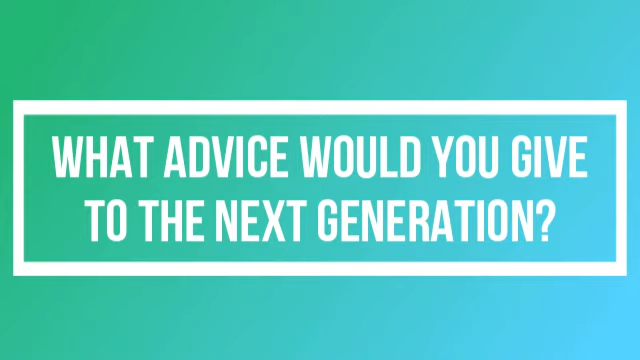 WHAT ADVICE WOULD YOU GIVE
TO THE NEXT GENERATION?